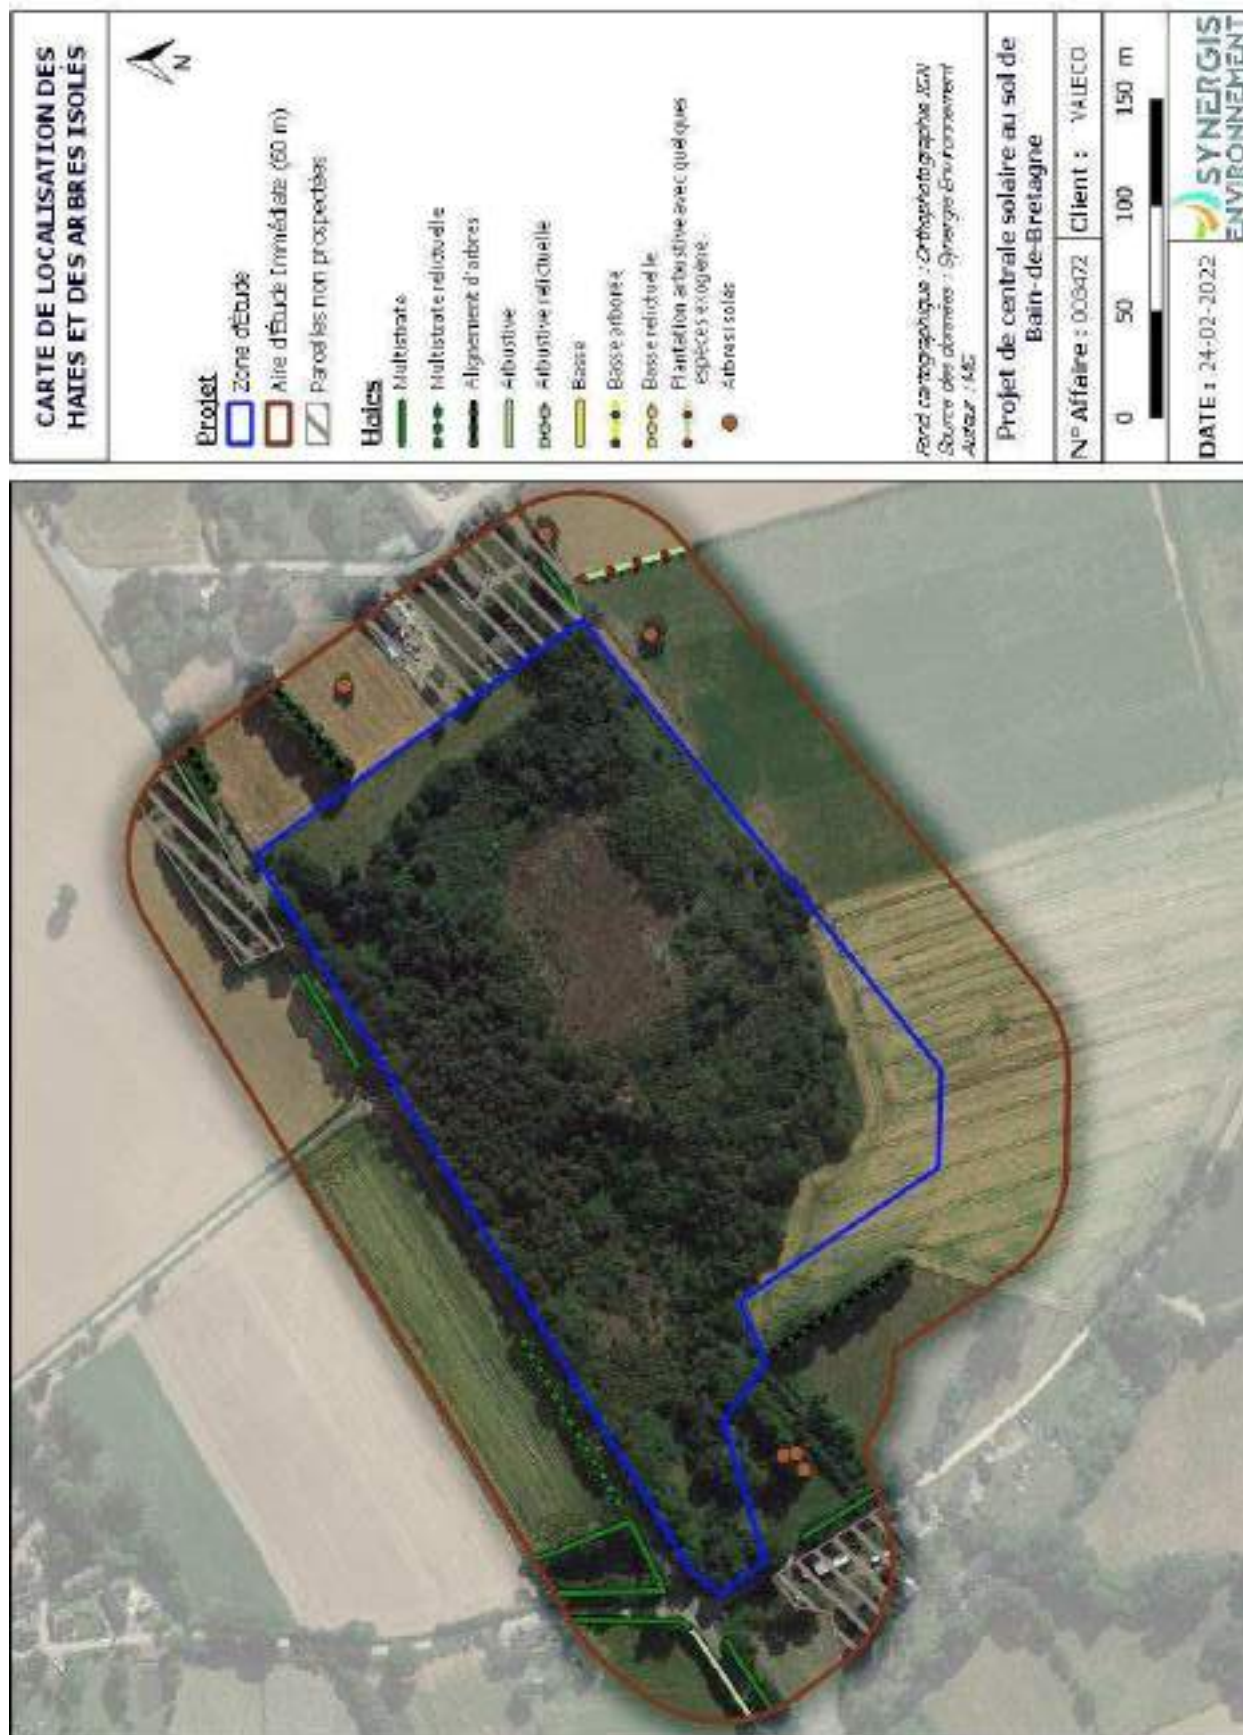 CARTE DE LOCALISATION DES
HAIES ET DES ARBRES ISOLÉS
N
Projet
Zone d'Étude
Aire d'Étude Immédiate (60 m)
Parcelles non prospectées
Haies
Multistrate
Multistrate relictuelle
Alignement d'arbres
Arbustive
Arbustive relictuelle
Basse
Basse arborée
Basse relictuelle
Plantation arbustive avec quelques
espèces exogène
Arbres isolés
Fond cartographique : Orthophotographie IGN
Source des données : Synergis Environnement
Auteur :
Projet de centrale solaire au sol de
Bain-de-Bretagne
N° Affaire : 003472
Client : VALECO
0 50 100 150 m
DATE : 24-02-2022
SYNERGIS
ENVIRONNEMENT